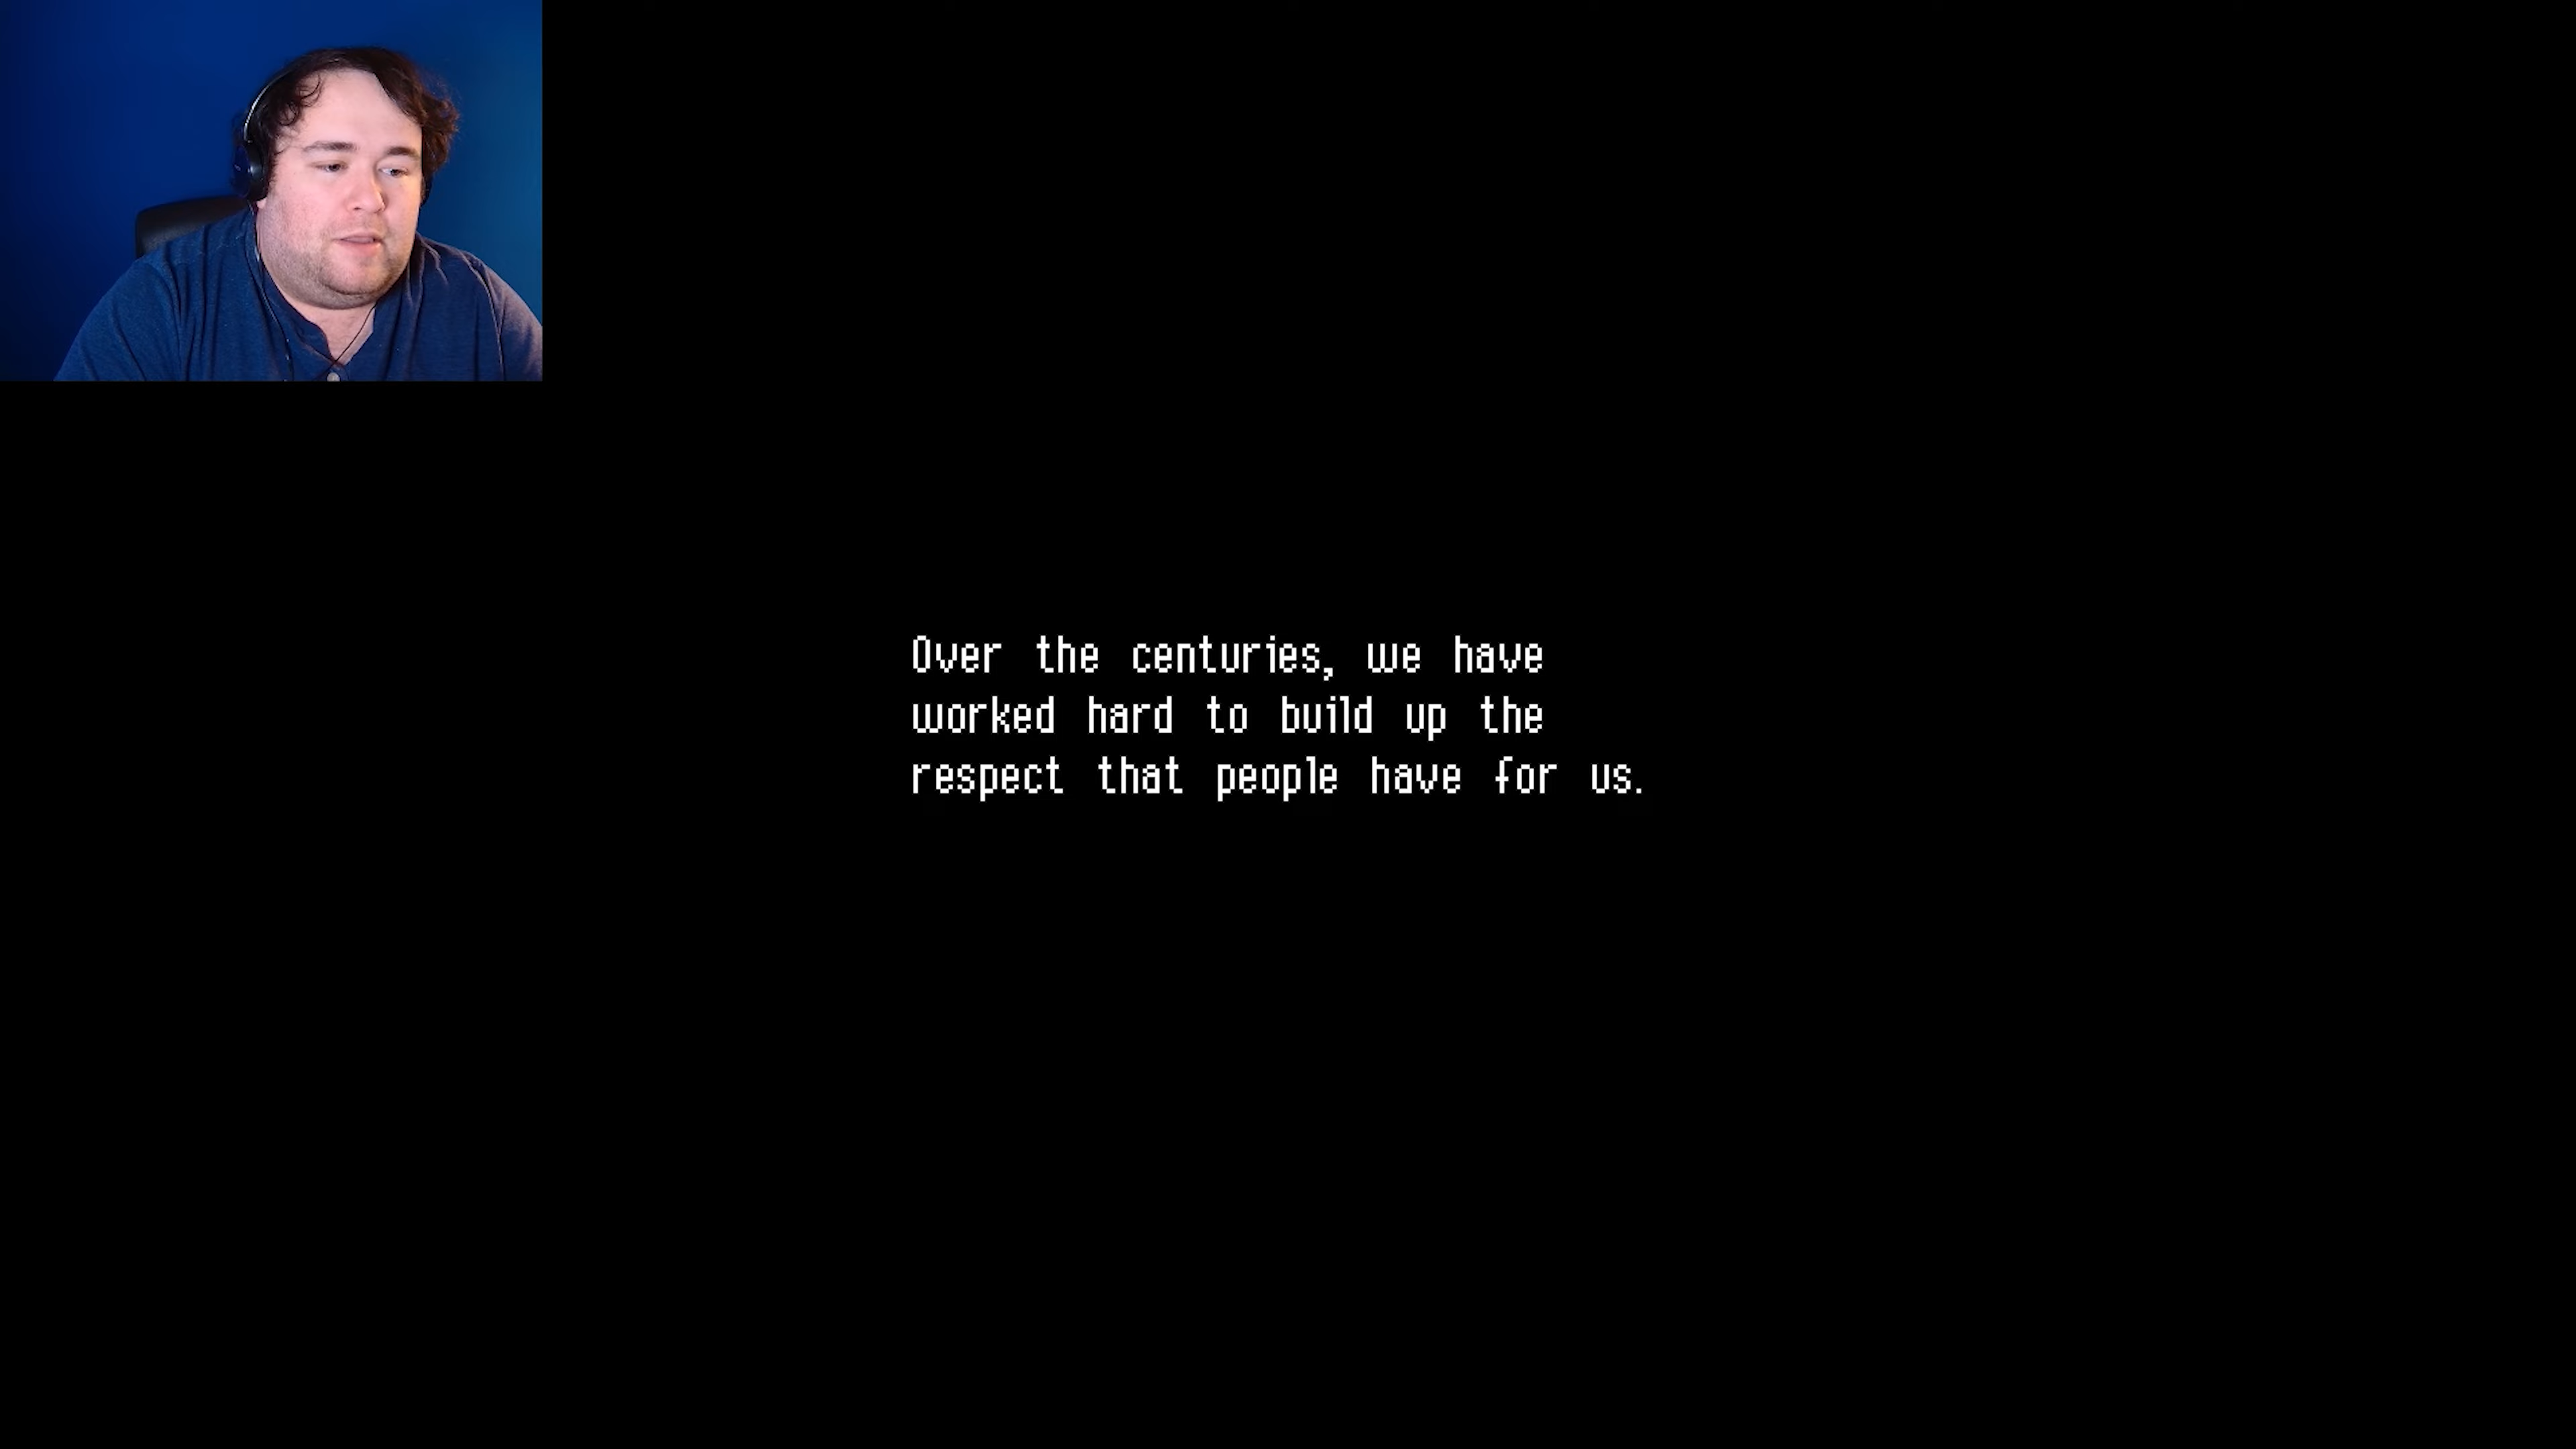 Over the centuries, we have
worked hard to build up the
respect that people have for us.